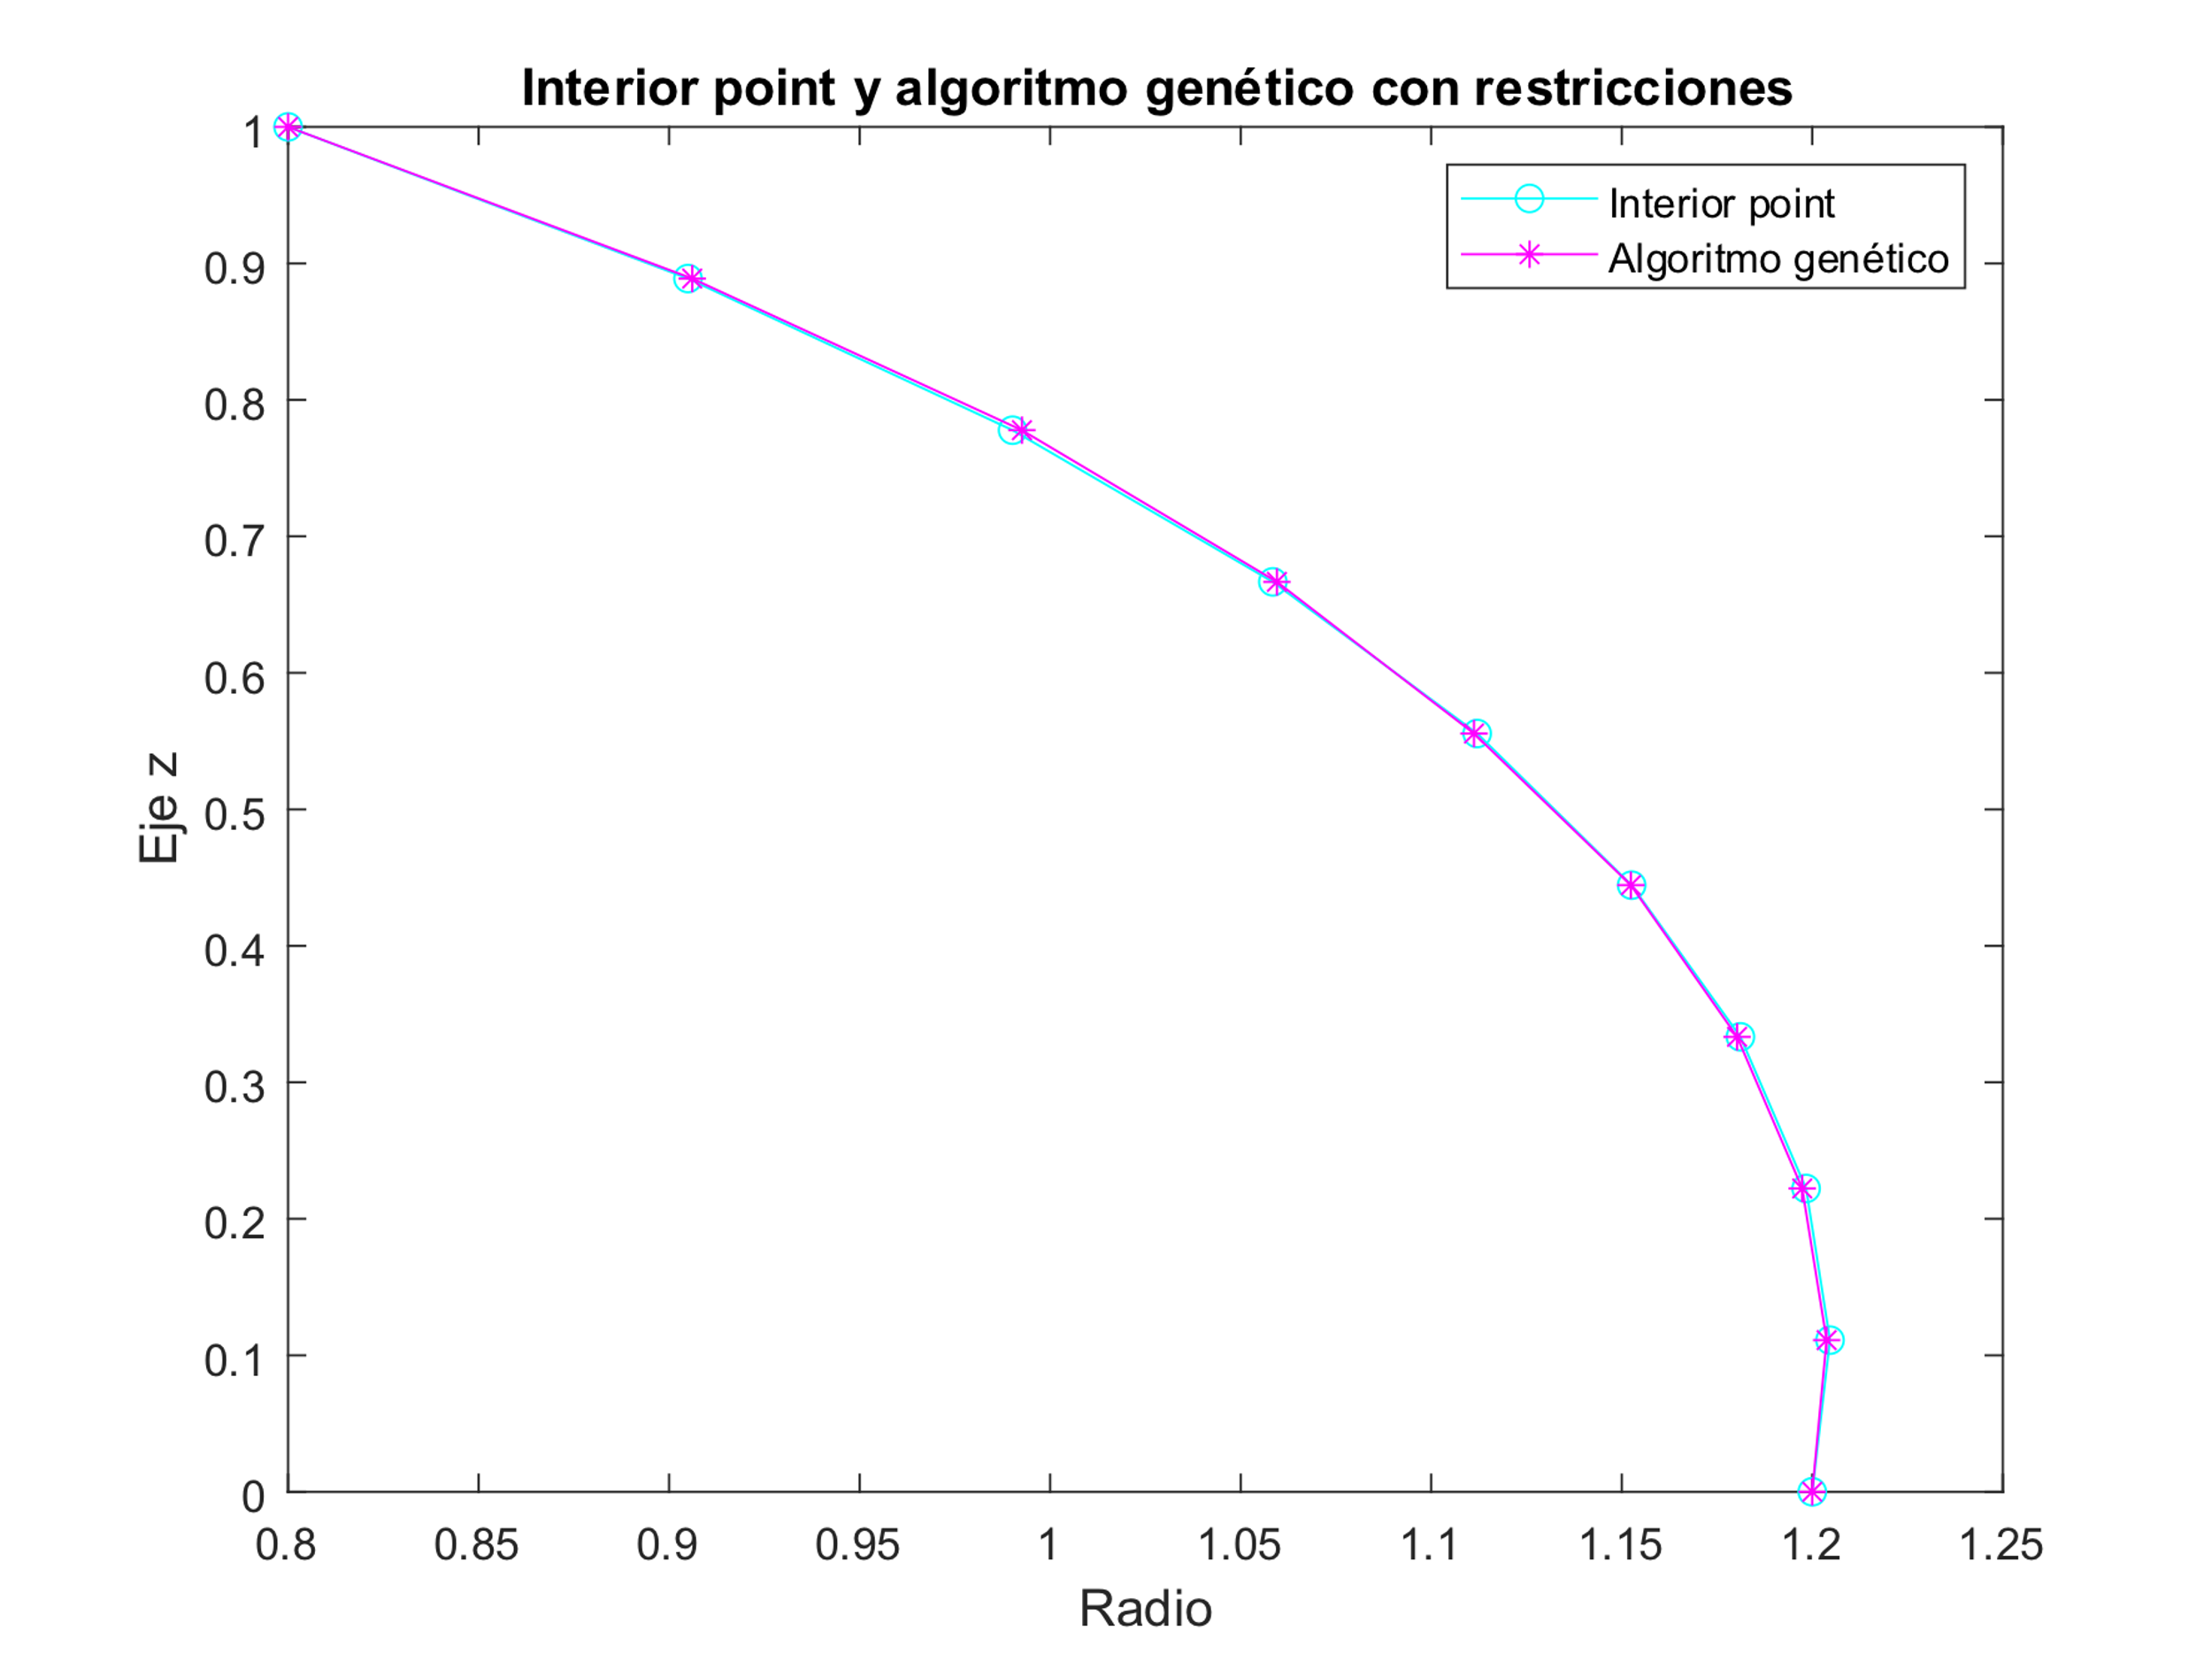 Interior point y algoritmo genético con restricciones
Interior point
Algoritmo genético
1
0.9
0.8
0.7
0.6
0.5
0.4
0.3
0.2
0.1
0
Eje z
0.8 0.85 0.9 0.95 1 1.05 1.1 1.15 1.2 1.25
Radio